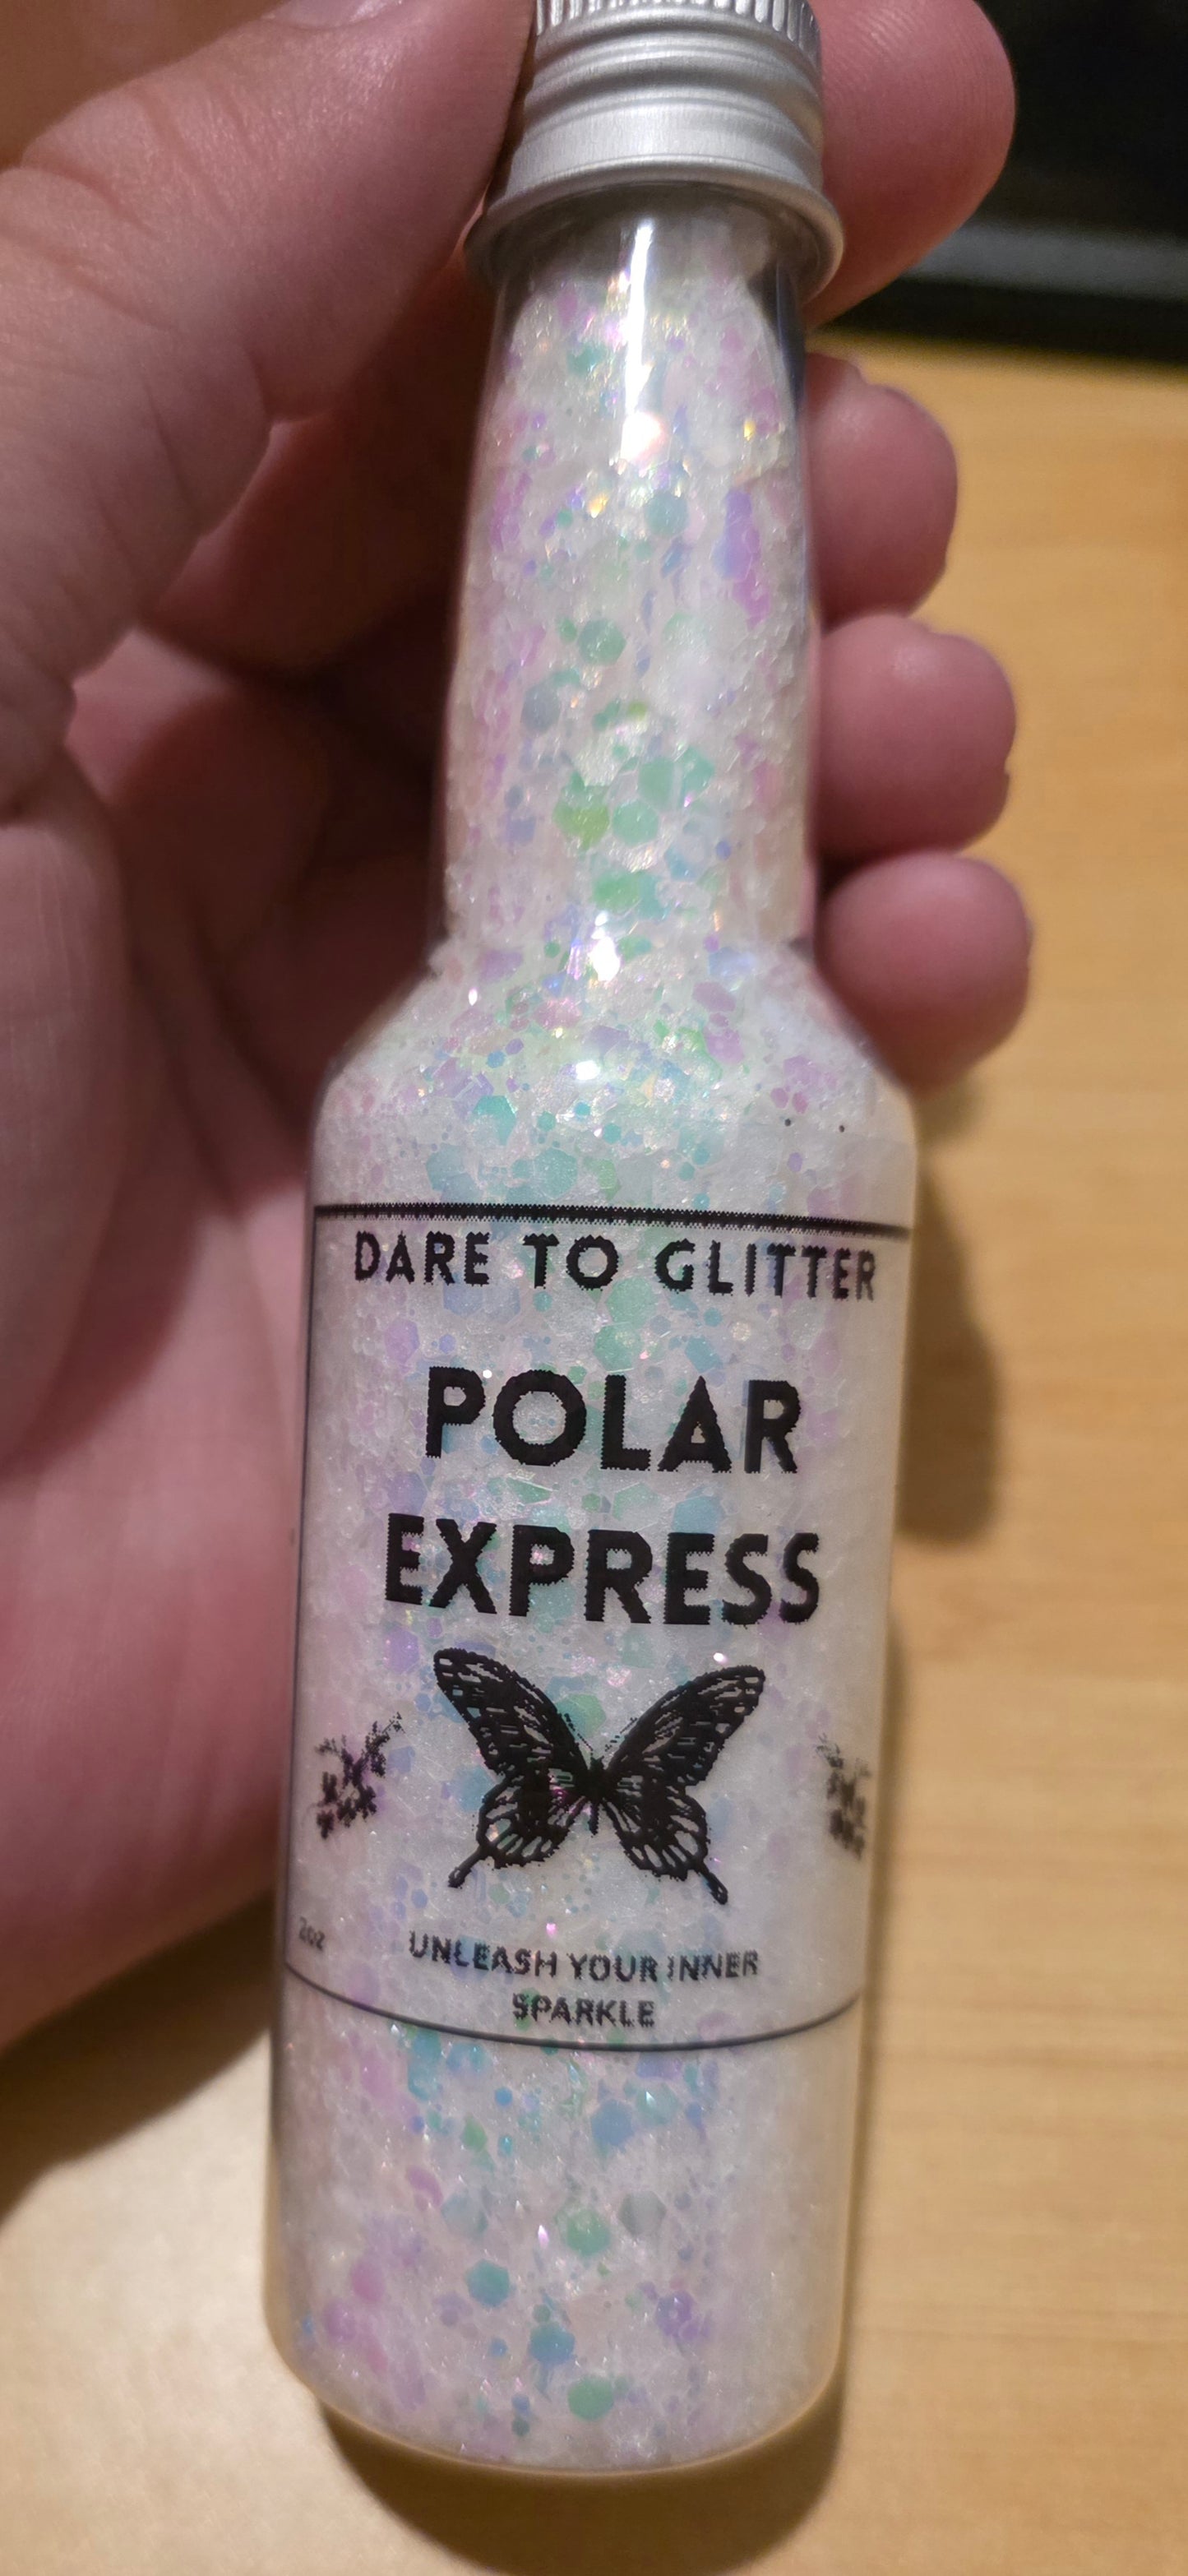 DARE TO GLITTER
POLAR
EXPRESS
2oz
UNLEASH YOUR INNER
SPARKLE